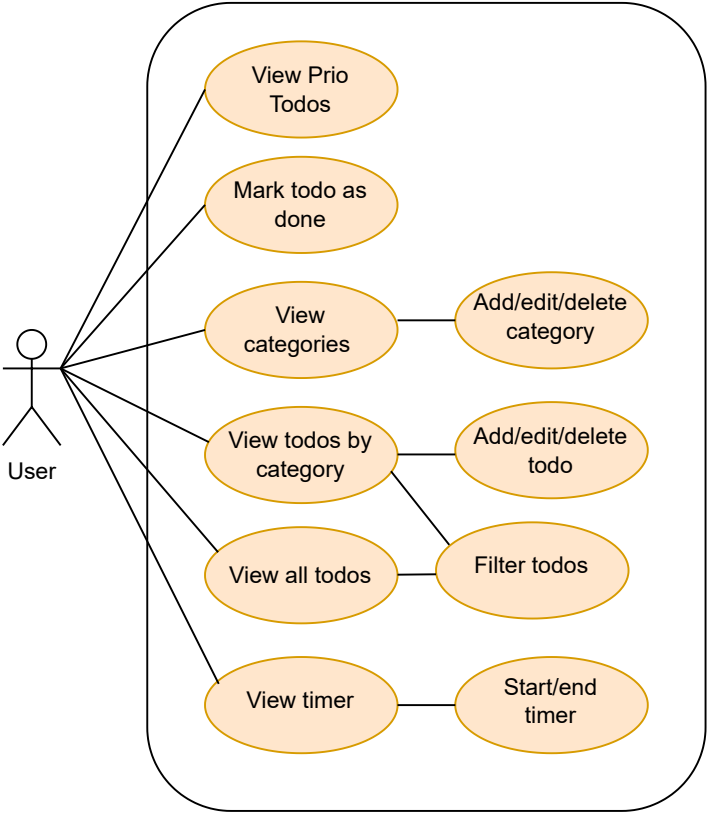 View Prio
Todos
Mark todo as
done
View
categories
Add/edit/delete
category
User
View todos by
category
Add/edit/delete
todo
View all todos
Filter todos
View timer
Start/end
timer